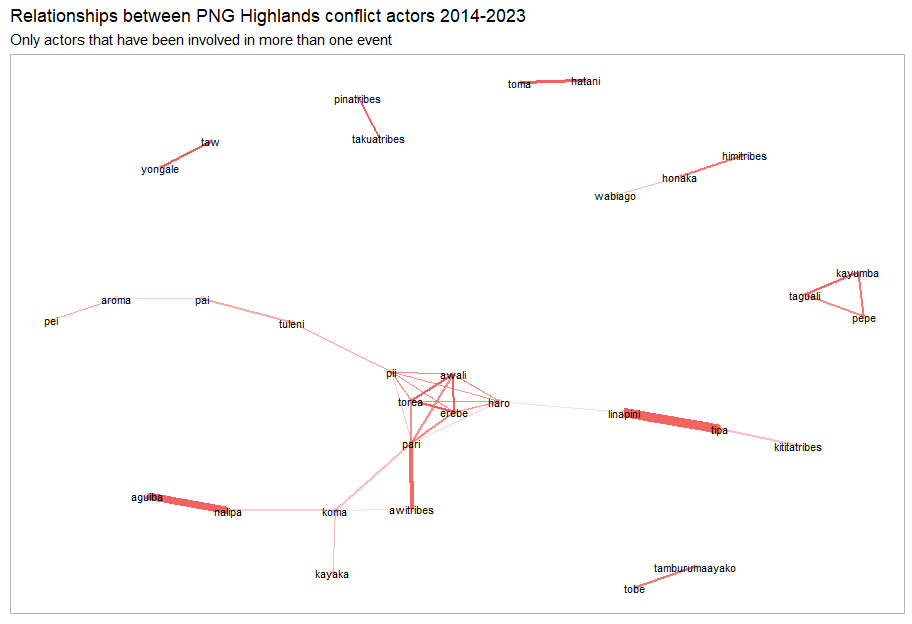 Relationships between PNG Highlands conflict actors 2014-2023
Only actors that have been involved in more than one event
toma
hatani
pinatribes
takuatribes
taw
yongale
himitribes
honaka
wabiago
kayumba
taguali
pepe
aroma
pai
pei
tuleni
pii
awali
torea
haro
erebe
linapini
tipa
pari
kititatribes
aguiba
nalipa
koma
awitribes
kayaka
tamburumaayako
tobe